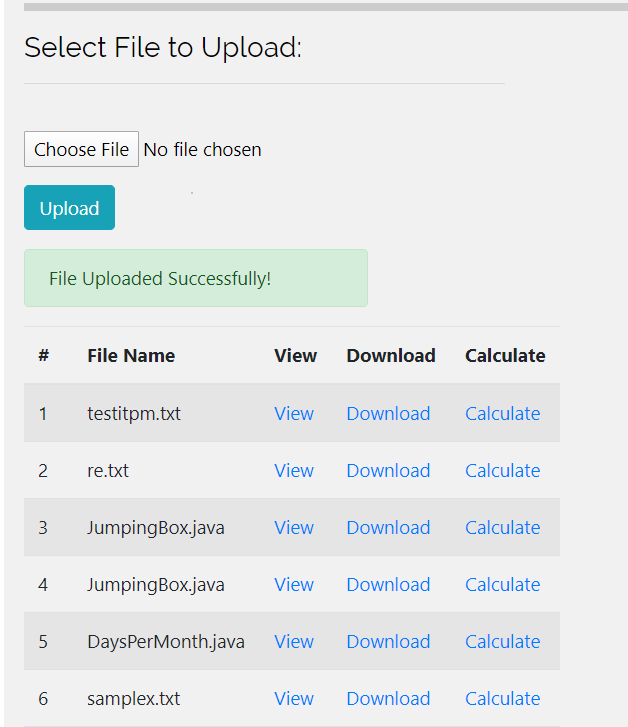 Select File to Upload:
Choose File No file chosen
Upload
File Uploaded Successfully!
# File Name View Download Calculate
1 testitpm.txt View Download Calculate
2 re.txt View Download Calculate
3 JumpingBox.java View Download Calculate
4 JumpingBox.java View Download Calculate
5 DaysPerMonth.java View Download Calculate
6 samplex.txt View Download Calculate